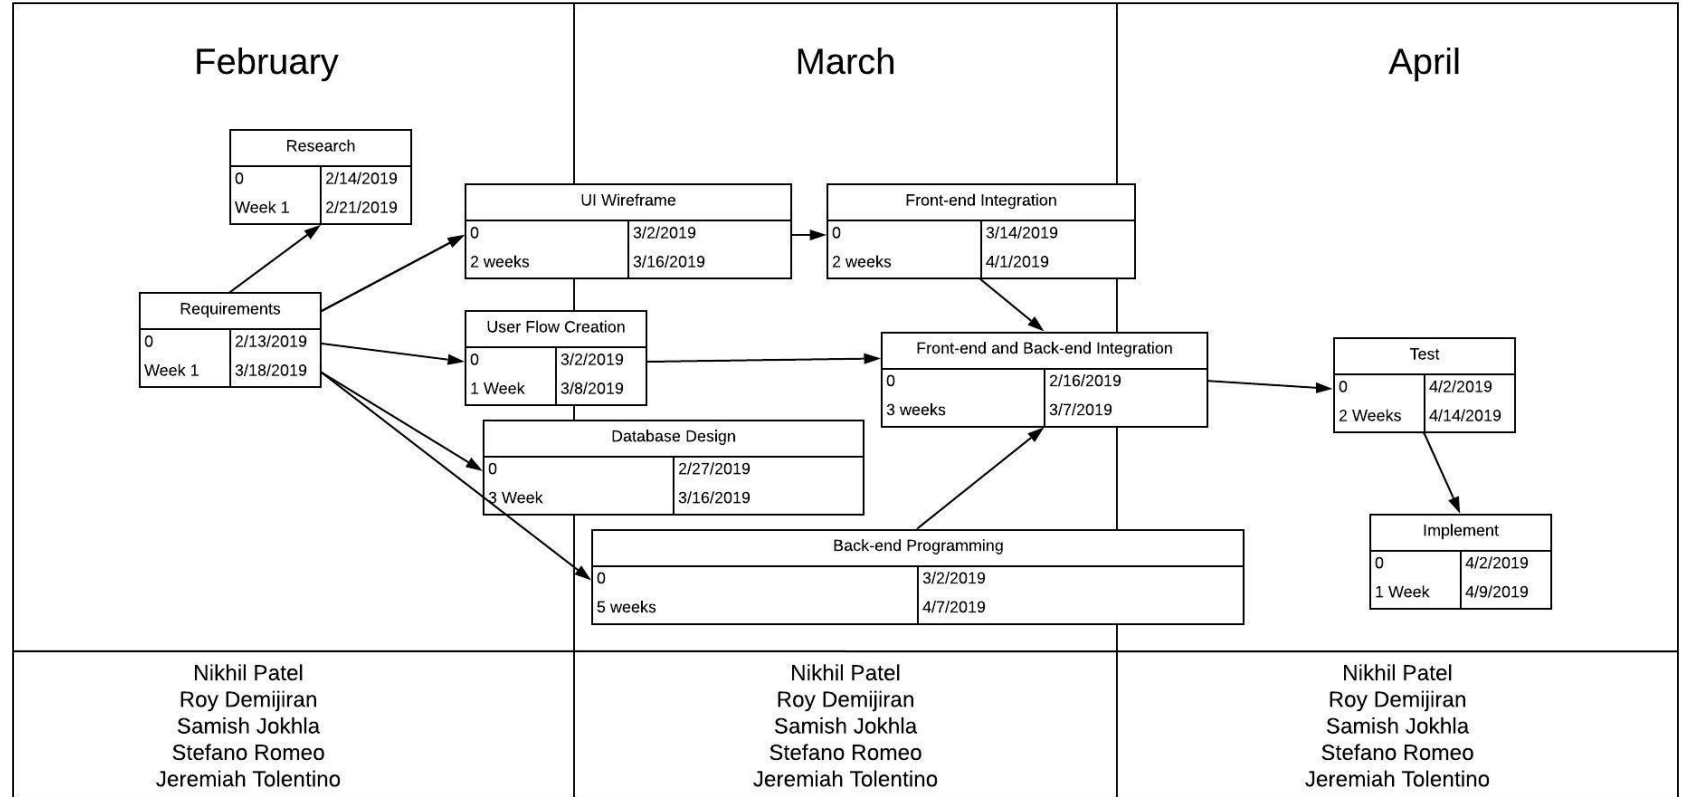 February
March
April
Research
0
2/14/2019
Week 1
2/21/2019
UI Wireframe
0
3/2/2019
2 weeks
3/16/2019
Front-end Integration
0
3/14/2019
2 weeks
4/1/2019
Requirements
0
2/13/2019
Week 1
3/18/2019
User Flow Creation
0
3/2/2019
1 Week
3/8/2019
Front-end and Back-end Integration
0
2/16/2019
3 weeks
3/7/2019
Test
0
4/2/2019
2 Weeks
4/14/2019
Database Design
0
2/27/2019
3 Week
3/16/2019
Back-end Programming
0
3/2/2019
5 weeks
4/7/2019
Implement
0
4/2/2019
1 Week
4/9/2019
Nikhil Patel
Roy Demijiran
Samish Jokhla
Stefano Romeo
Jeremiah Tolentino
Nikhil Patel
Roy Demijiran
Samish Jokhla
Stefano Romeo
Jeremiah Tolentino
Nikhil Patel
Roy Demijiran
Samish Jokhla
Stefano Romeo
Jeremiah Tolentino